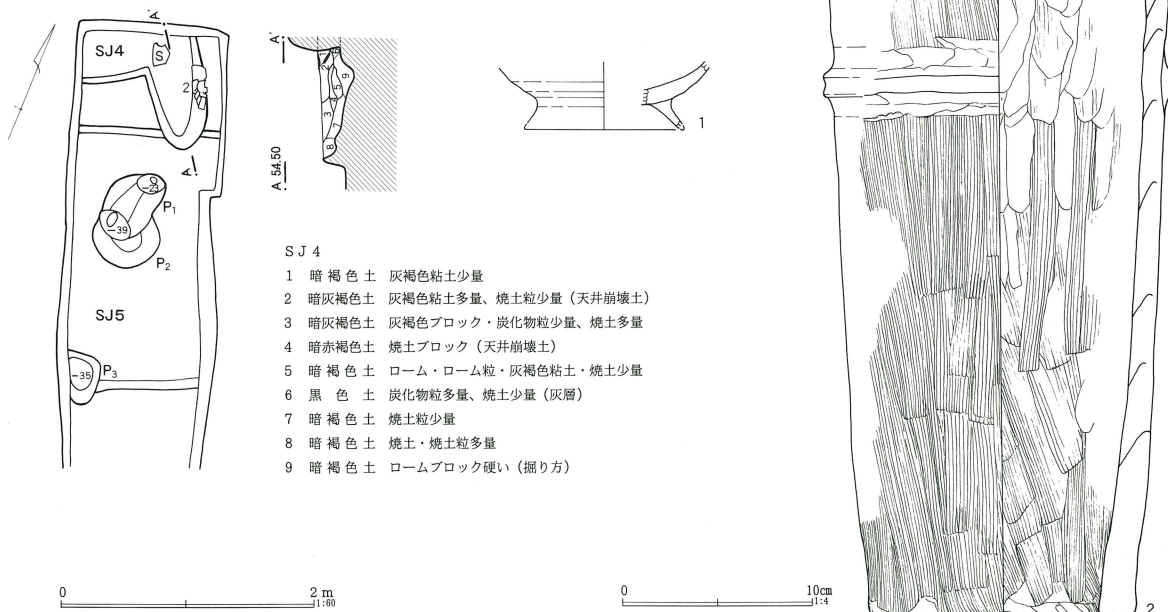 A'
SJ4
S
2
A
-23
P₁
-39
P₂
SJ5
-35
P₃
A'
1
2
6
9
5
4
3
7
8
A 54.50
1
SJ4
1 暗褐色土 灰褐色粘土少量
2 暗灰褐色土 灰褐色粘土多量、焼土粒少量（天井崩壊土）
3 暗灰褐色土 灰褐色ブロック・炭化物粒少量、焼土多量
4 暗赤褐色土 焼土ブロック（天井崩壊土）
5 暗褐色土 ローム・ローム粒・灰褐色粘土・焼土少量
6 黒色土 炭化物粒多量、焼土少量（灰層）
7 暗褐色土 焼土粒少量
8 暗褐色土 焼土・焼土粒多量
9 暗褐色土 ロームブロック硬い（掘り方）
0 2m
1:60
0 10cm
1:4
2